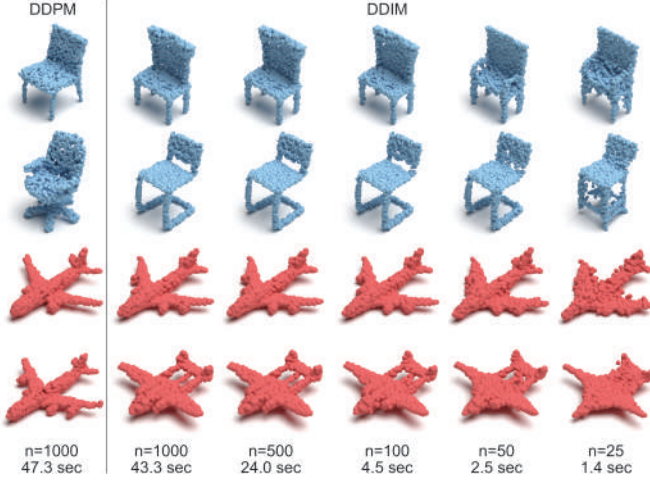 DDPM
DDIM
n=1000
n=1000
n=500
n=100
n=50
n=25
47.3 sec
43.3 sec
24.0 sec
4.5 sec
2.5 sec
1.4 sec